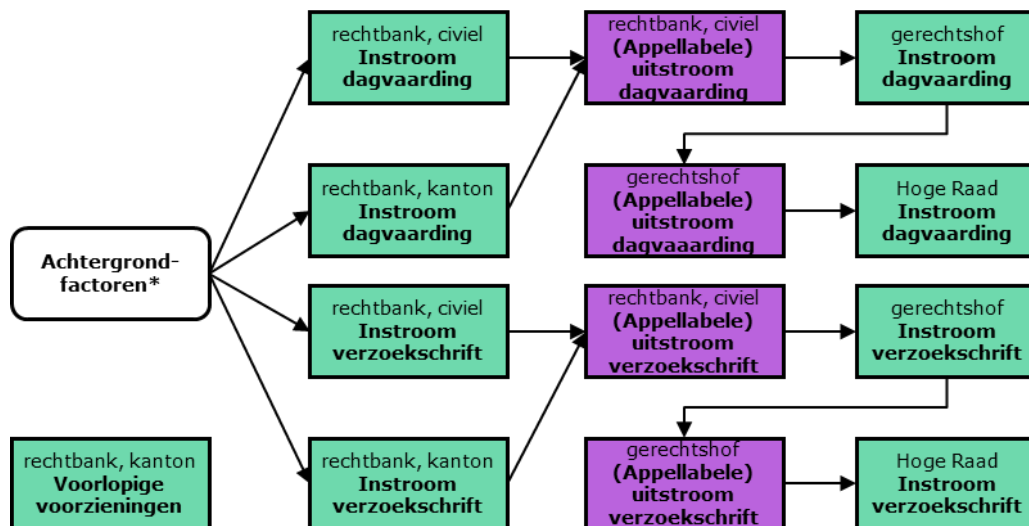 rechtbank, civiel
Instroom
dagvaarding
rechtbank, civiel
(Appellabele)
uitstroom
dagvaarding
gerechtshof
Instroom
dagvaarding
rechtbank, kanton
Instroom
dagvaarding
gerechtshof
(Appellabele)
uitstroom
dagvaaarding
Hoge Raad
Instroom
dagvaarding
Achtergrond-
factoren*
rechtbank, civiel
Instroom
verzoekschrift
rechtbank, civiel
(Appellabele)
uitstroom
verzoekschrift
gerechtshof
Instroom
verzoekschrift
rechtbank, kanton
Voorlopige
voorzieningen
rechtbank, kanton
Instroom
verzoekschrift
gerechtshof
(Appellabele)
uitstroom
verzoekschrift
Hoge Raad
Instroom
verzoekschrift